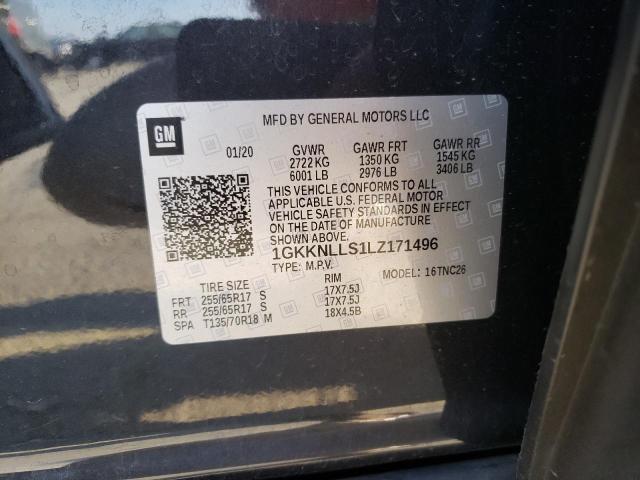 GM
MFD BY GENERAL MOTORS LLC
01/20 GVWR GAWR FRT GAWR RR
2722 KG 1350 KG 1545 KG
6001 LB 2976 LB 3406 LB
THIS VEHICLE CONFORMS TO ALL
APPLICABLE U.S. FEDERAL MOTOR
VEHICLE SAFETY STANDARDS IN EFFECT
ON THE DATE OF MANUFACTURE
SHOWN ABOVE.
1GKKNLLS1LZ171496
TYPE: M.P.V. MODEL: 16TNC26
TIRE SIZE RIM
FRT 255/65R17 S 17X7.5J
RR 255/65R17 S 17X7.5J
SPA T135/70R18 M 18X4.5B